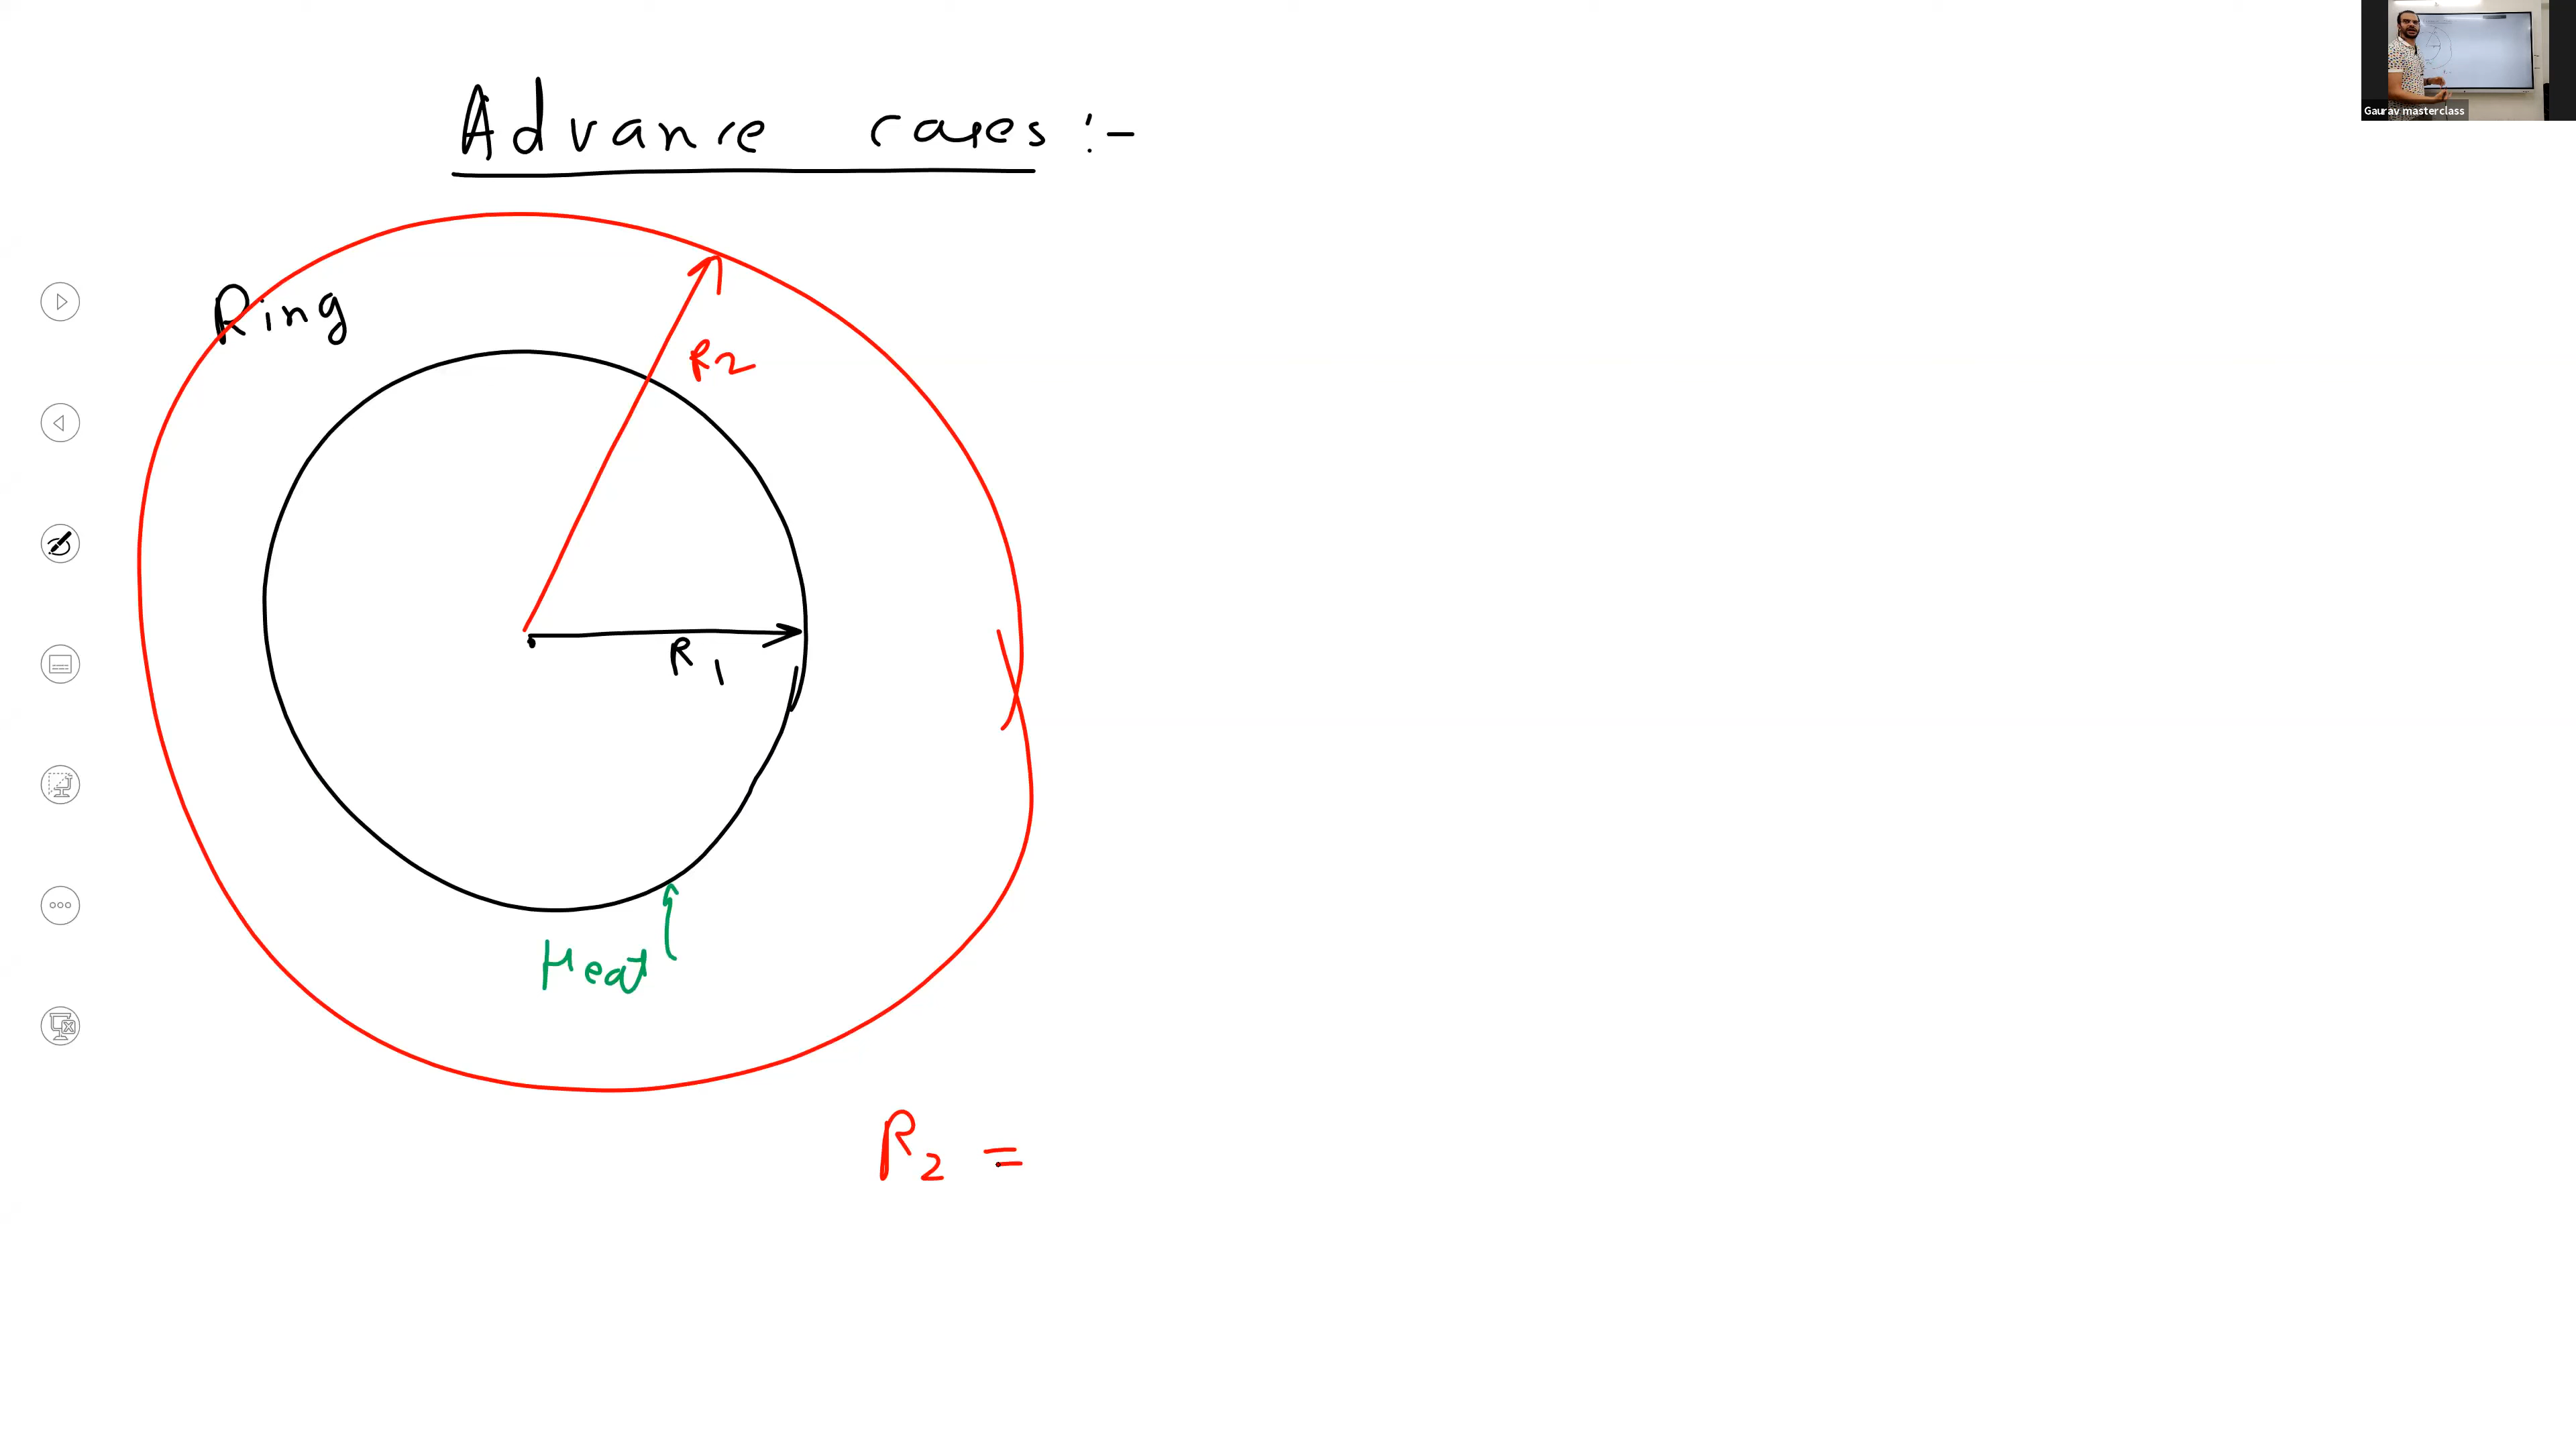 Gaurav masterclass
Advance cases :-
Ring
R2
R1
Heat
R2 =